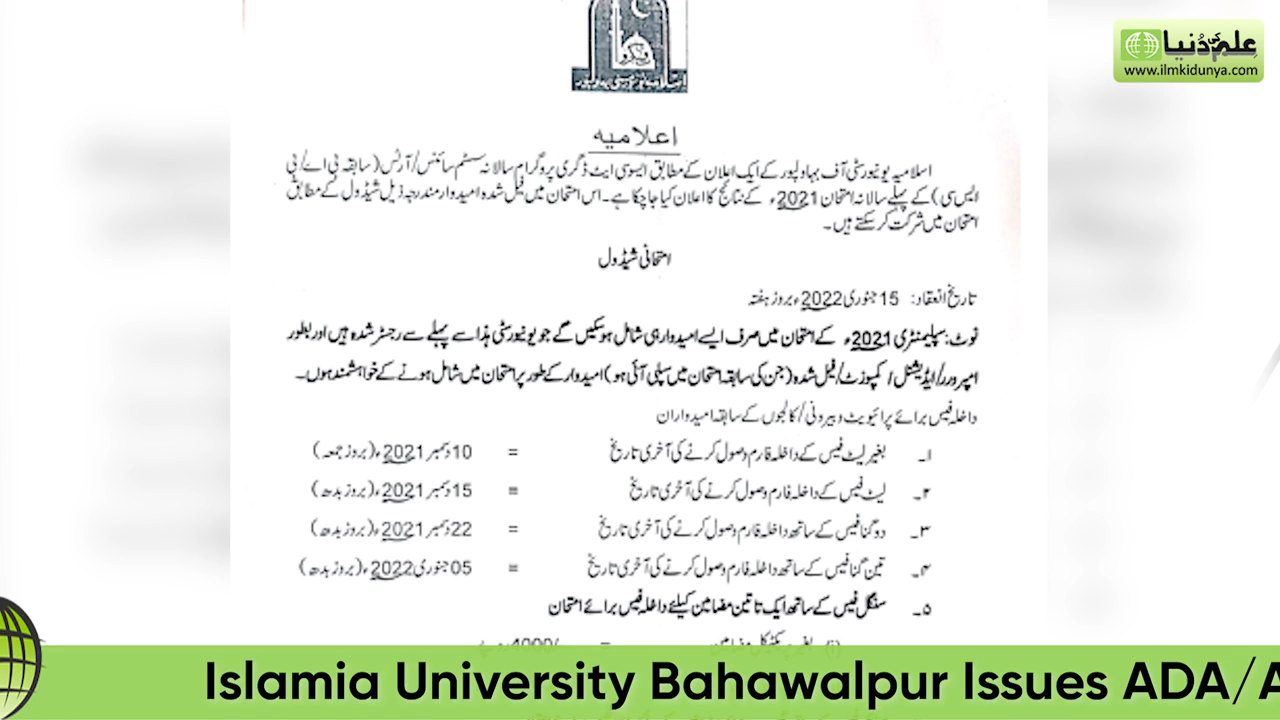 علم کی دُنیا
www.ilmkidunya.com
اعلامیہ
اسلامیہ یونیورسٹی آف بہاولپور کے ایک اعلان کے مطابق ایسوسی ایٹ ڈگری پروگرام سالانہ سسٹم سائنس/آرٹس (سابقہ بی اے/بی
ایس سی) کے پہلے سالانہ امتحان 2021ء کے نتائج کا اعلان کیا جا چکا ہے۔ اس امتحان میں فیل شدہ امیدوار مندرجہ ذیل شیڈول کے مطابق
امتحان میں شرکت کر سکتے ہیں۔
امتحانی شیڈول
تاریخ انعقاد: 15 جنوری 2022ء بروز ہفتہ
نوٹ: سپلیمنٹری 2021ء کے امتحان میں صرف ایسے امیدوار ہی شامل ہو سکیں گے جو یونیورسٹی ہذا سے پہلے سے رجسٹر شدہ ہیں اور بطور
امپرورر/ایڈیشنل/کمپوزٹ/فیل شدہ (جن کی سابقہ امتحان میں سپلی آئی ہو) امیدوار کے طور پر امتحان میں شامل ہونے کے خواہشمند ہوں۔
داخلہ فیس برائے پرائیویٹ و بیرونی/کالجوں کے سابقہ امیدواران
۱۔ بغیر لیٹ فیس کے داخلہ فارم وصول کرنے کی آخری تاریخ = 10 دسمبر 2021ء (بروز جمعہ)
۲۔ لیٹ فیس کے داخلہ فارم وصول کرنے کی آخری تاریخ = 15 دسمبر 2021ء (بروز بدھ)
۳۔ دوگنا فیس کے ساتھ داخلہ فارم وصول کرنے کی آخری تاریخ = 22 دسمبر 2021ء (بروز بدھ)
۴۔ تین گنا فیس کے ساتھ داخلہ فارم وصول کرنے کی آخری تاریخ = 05 جنوری 2022ء (بروز بدھ)
۵۔ سنگل فیس کے ساتھ ایک تا تین مضامین کیلئے داخلہ فیس برائے امتحان
Islamia University Bahawalpur Issues ADA/A